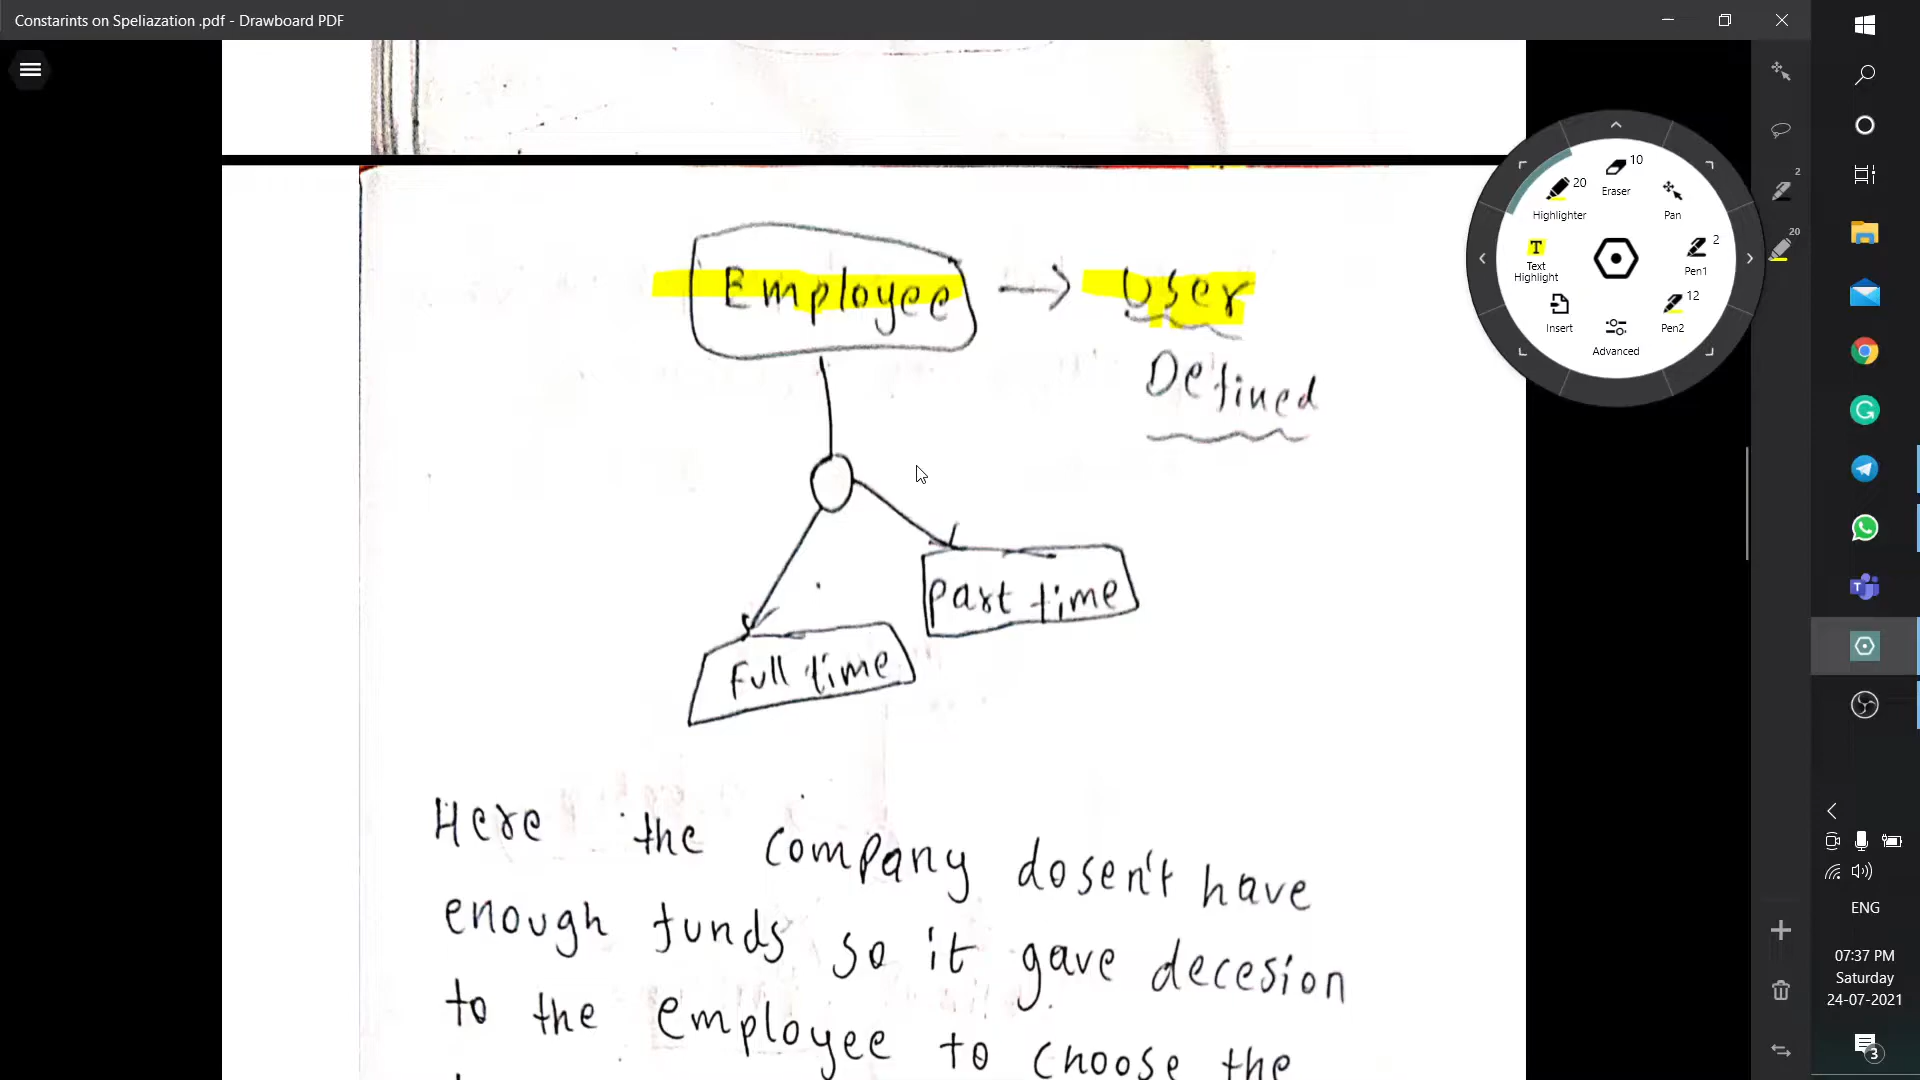 Constarints on Speliazation .pdf - Drawboard PDF
10
Eraser
20
Highlighter
Pan
T
Text
Highlight
2
Pen1
Insert
12
Pen2
Advanced
2
20
Employee → User
Defined
Part time
Full time
Here the company dosen't have
enough funds so it gave decesion
to the employee to choose the
ENG
07:37 PM
Saturday
24-07-2021
3